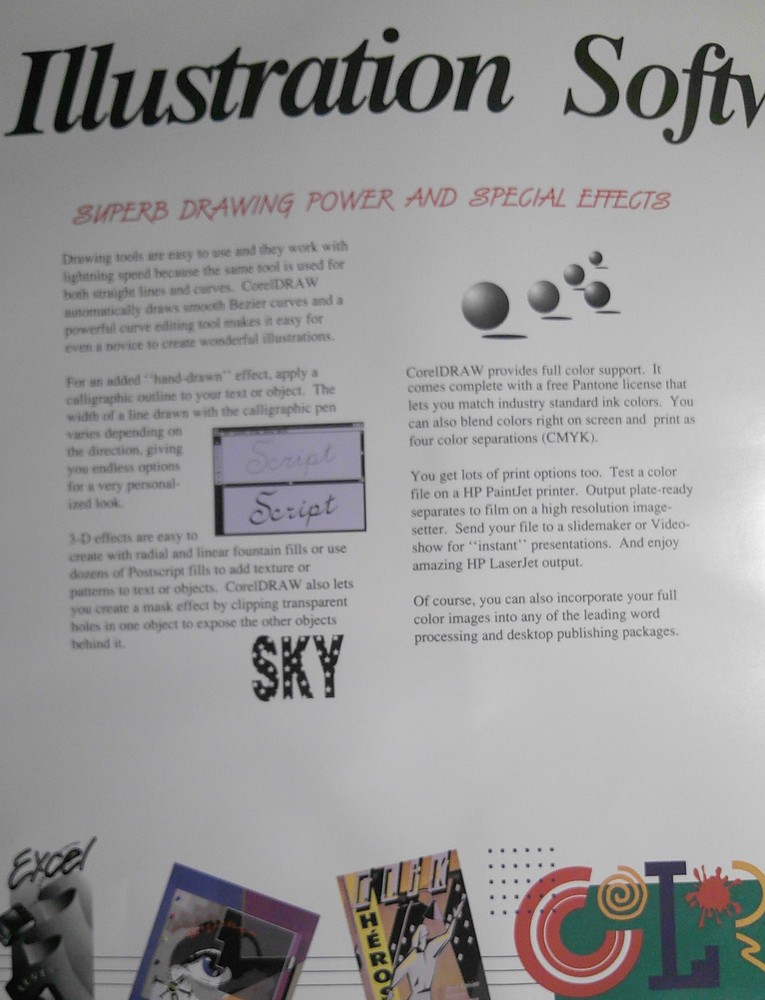 Illustration Softw
SUPERB DRAWING POWER AND SPECIAL EFFECTS
Drawing tools are easy to use and they work with
lightning speed because the same tool is used for
both straight lines and curves. CorelDRAW
automatically draws smooth Bezier curves and a
powerful curve editing tool makes it easy for
even a novice to create wonderful illustrations.
For an added "hand-drawn" effect, apply a
calligraphic outline to your text or object. The
width of a line drawn with the calligraphic pen
varies depending on
the direction, giving
you endless options
for a very personal-
ized look.
Script
Script
3-D effects are easy to
create with radial and linear fountain fills or use
dozens of Postscript fills to add texture or
patterns to text or objects. CorelDRAW also lets
you create a mask effect by clipping transparent
holes in one object to expose the other objects
behind it.
SKY
CorelDRAW provides full color support. It
comes complete with a free Pantone license that
lets you match industry standard ink colors. You
can also blend colors right on screen and print as
four color separations (CMYK).
You get lots of print options too. Test a color
file on a HP PaintJet printer. Output plate-ready
separates to film on a high resolution image-
setter. Send your file to a slidemaker or Video-
show for "instant" presentations. And enjoy
amazing HP LaserJet output.
Of course, you can also incorporate your full
color images into any of the leading word
processing and desktop publishing packages.
Excel
HÉROS